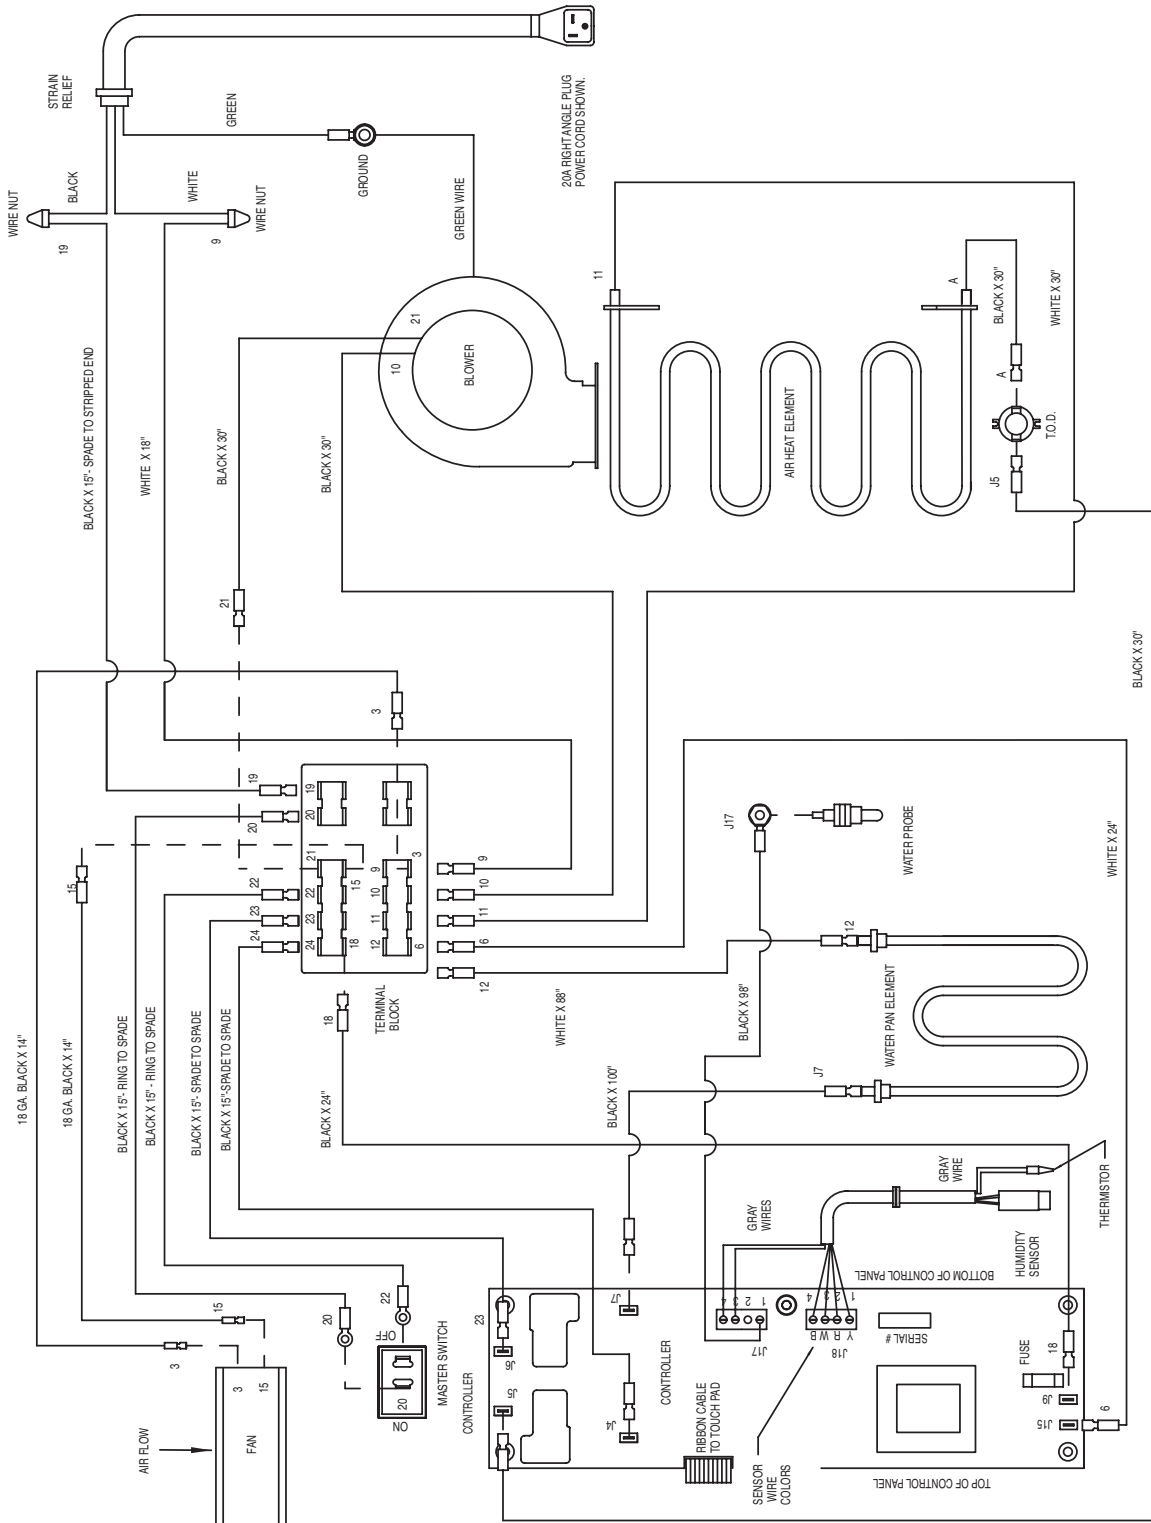 STRAIN
RELIEF
WIRE NUT
BLACK
19
GREEN
WHITE
9
WIRE NUT
GROUND
GREEN WIRE
20A RIGHT ANGLE PLUG
POWER CORD SHOWN.
BLACK X 15"- SPADE TO STRIPPED END
WHITE X 18"
BLACK X 30"
BLACK X 30"
21
10
BLOWER
11
A
AIR HEAT ELEMENT
BLACK X 30"
WHITE X 30"
A
T.O.D.
J5
21
3
19
20
19
20
15
22
23
24
21
22
23
24
15
18
9
10
11
12
3
6
9
10
11
6
12
TERMINAL
BLOCK
18
J17
WATER PROBE
WHITE X 24"
BLACK X 30"
12
WATER PAN ELEMENT
J7
WHITE X 88"
BLACK X 98"
BLACK X 100"
BLACK X 24"
18 GA. BLACK X 14"
18 GA. BLACK X 14"
BLACK X 15"- RING TO SPADE
BLACK X 15" - RING TO SPADE
BLACK X 15"- SPADE TO SPADE
BLACK X 15"-SPADE TO SPADE
GRAY
WIRES
GRAY
WIRE
THERMISTOR
HUMIDITY
SENSOR
BOTTOM OF CONTROL PANEL
3
15
3
15
FAN
AIR FLOW
20
22
OFF
20
ON
MASTER SWITCH
CONTROLLER
23
J6
J5
J7
J4
CONTROLLER
RIBBON CABLE
TO TOUCH PAD
4
3
2
1
J17
4
3
2
1
B
W
R
Y
J18
SERIAL #
SENSOR
WIRE
COLORS
FUSE
18
J9
J15
6
TOP OF CONTROL PANEL